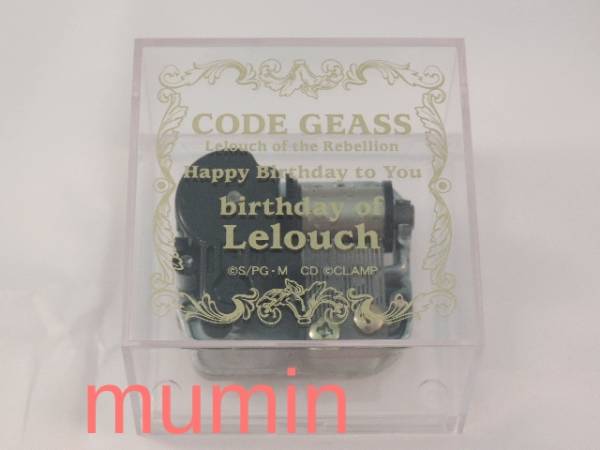 CODE GEASS
Lelouch of the Rebellion
Happy Birthday to You
birthday of
Lelouch
©S/PG・M CD ©CLAMP
mumin